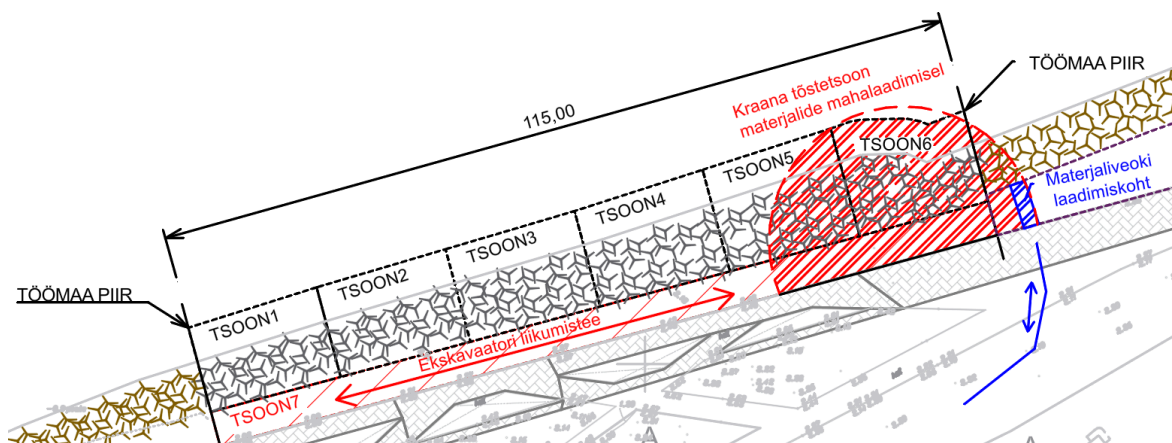 Kraana tõstetsoon
materjalide mahalaadimisel
TÖÖMAA PIIR
115,00
TSOON6
TSOON5
TSOON4
TSOON3
TSOON2
TSOON1
Materjaliveoki
laadimiskoht
TÖÖMAA PIIR
Ekskavaatori liikumistee
TSOON7